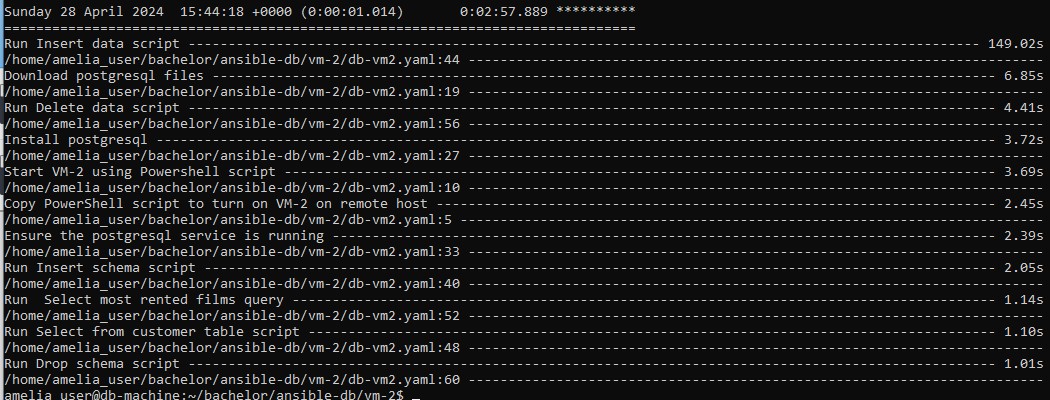 Sunday 28 April 2024  15:44:18 +0000 (0:00:01.014)       0:02:57.889 **********
===============================================================================
Run Insert data script ---------------------------------------------------------------------------------------------------- 149.02s
/home/amelia_user/bachelor/ansible-db/vm-2/db-vm2.yaml:44 ------------------------------------------------------------------------
Download postgresql files --------------------------------------------------------------------------------------------------- 6.85s
/home/amelia_user/bachelor/ansible-db/vm-2/db-vm2.yaml:19 ------------------------------------------------------------------------
Run Delete data script ------------------------------------------------------------------------------------------------------ 4.41s
/home/amelia_user/bachelor/ansible-db/vm-2/db-vm2.yaml:56 ------------------------------------------------------------------------
Install postgresql ---------------------------------------------------------------------------------------------------------- 3.72s
/home/amelia_user/bachelor/ansible-db/vm-2/db-vm2.yaml:27 ------------------------------------------------------------------------
Start VM-2 using Powershell script ------------------------------------------------------------------------------------------ 3.69s
/home/amelia_user/bachelor/ansible-db/vm-2/db-vm2.yaml:10 ------------------------------------------------------------------------
Copy PowerShell script to turn on VM-2 on remote host ----------------------------------------------------------------------- 2.45s
/home/amelia_user/bachelor/ansible-db/vm-2/db-vm2.yaml:5 -------------------------------------------------------------------------
Ensure the postgresql service is running ------------------------------------------------------------------------------------ 2.39s
/home/amelia_user/bachelor/ansible-db/vm-2/db-vm2.yaml:33 ------------------------------------------------------------------------
Run Insert schema script ---------------------------------------------------------------------------------------------------- 2.05s
/home/amelia_user/bachelor/ansible-db/vm-2/db-vm2.yaml:40 ------------------------------------------------------------------------
Run  Select most rented films query ----------------------------------------------------------------------------------------- 1.14s
/home/amelia_user/bachelor/ansible-db/vm-2/db-vm2.yaml:52 ------------------------------------------------------------------------
Run Select from customer table script --------------------------------------------------------------------------------------- 1.10s
/home/amelia_user/bachelor/ansible-db/vm-2/db-vm2.yaml:48 ------------------------------------------------------------------------
Run Drop schema script ------------------------------------------------------------------------------------------------------ 1.01s
/home/amelia_user/bachelor/ansible-db/vm-2/db-vm2.yaml:60 ------------------------------------------------------------------------
amelia_user@db-machine:~/bachelor/ansible-db/vm-2$ _